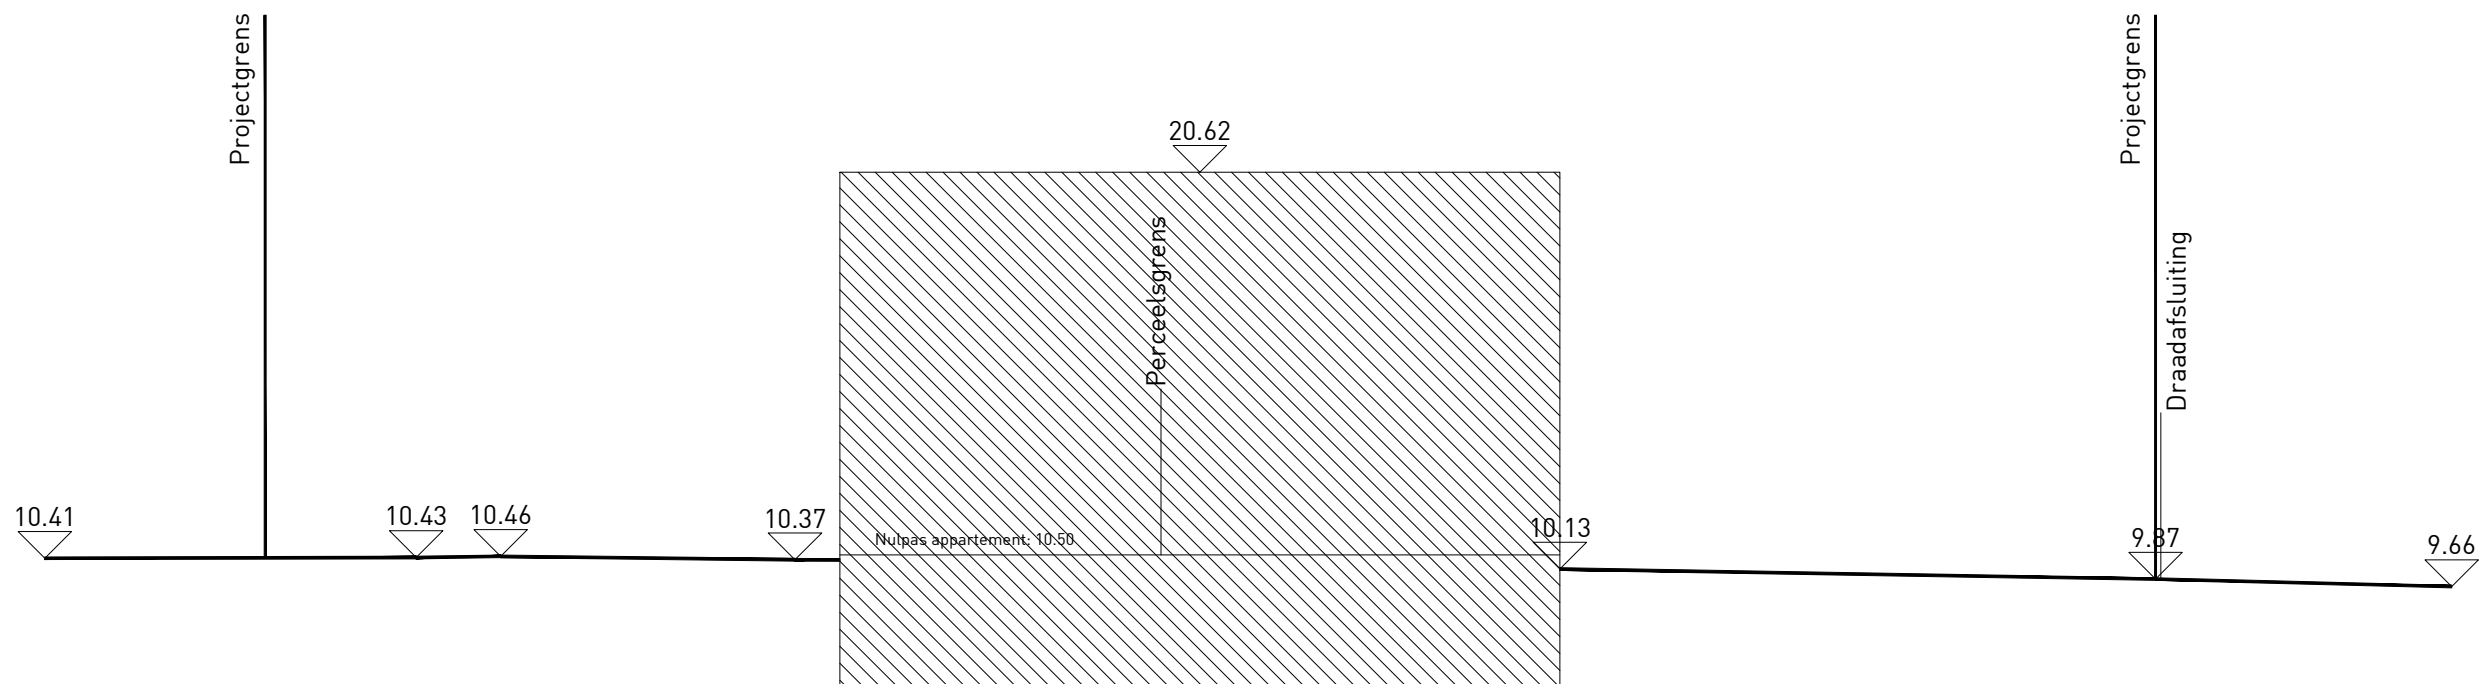 Projectgrens
Projectgrens
20.62
Perceelsgrens
Draadafsluiting
10.41
10.43
10.46
10.37
Nulpas appartement: 10.50
10.13
9.87
9.66